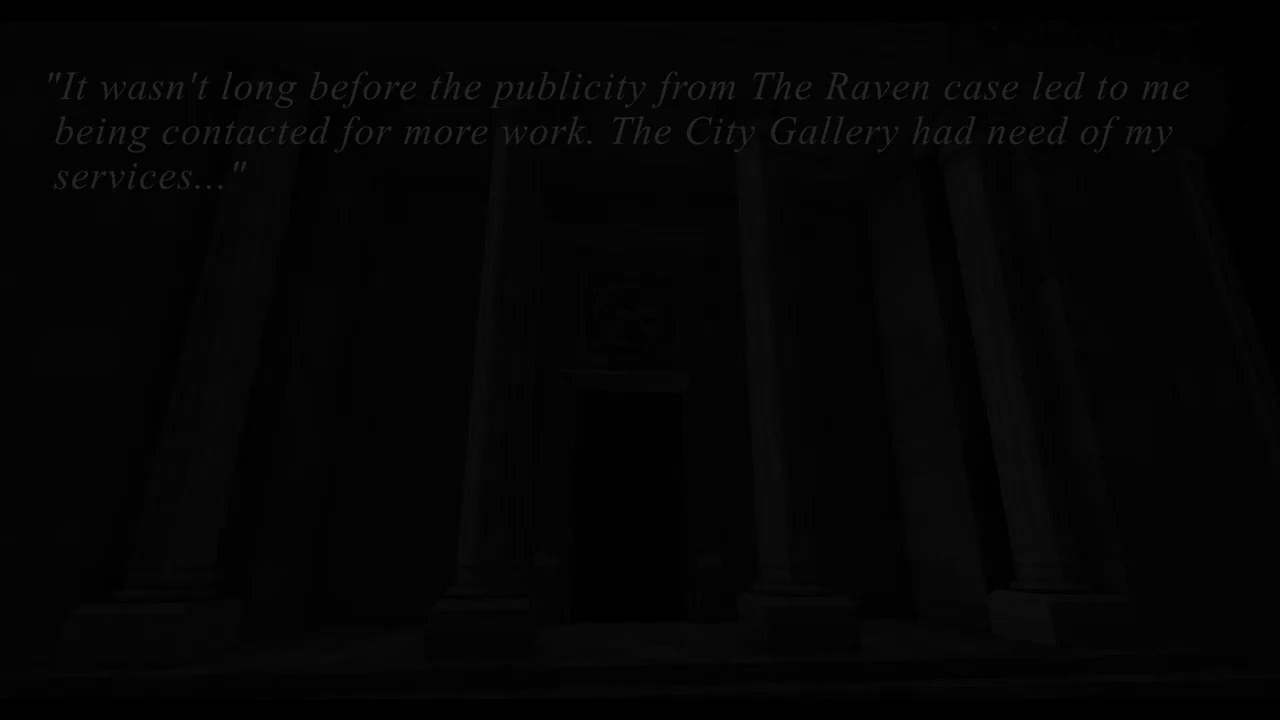 "It wasn't long before the publicity from The Raven case led to me
being contacted for more work. The City Gallery had need of my
services..."